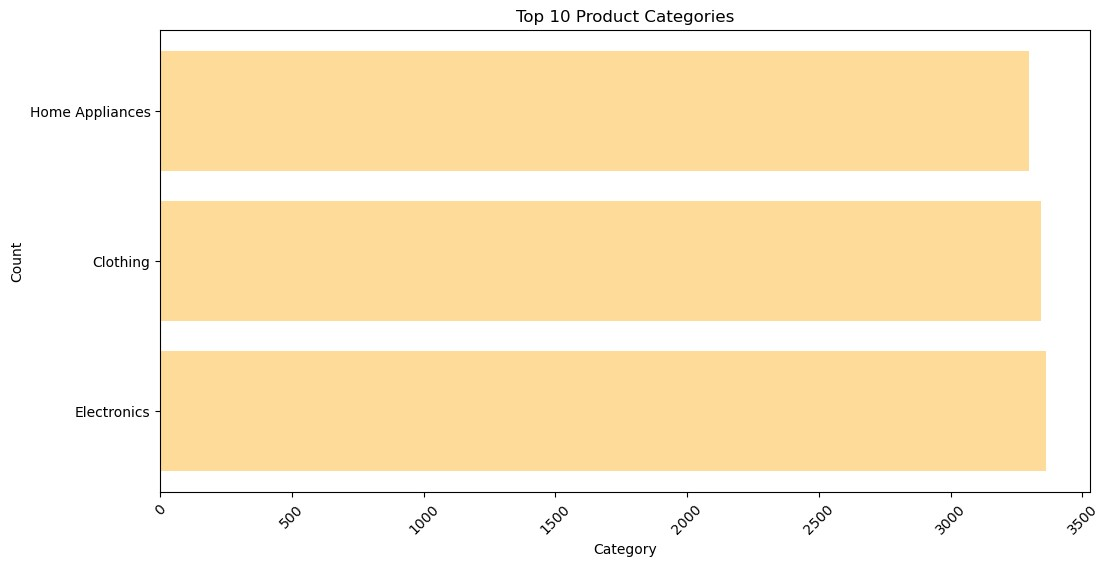 Top 10 Product Categories
Home Appliances
Clothing
Electronics
Count
0
500
1000
1500
2000
2500
3000
3500
Category